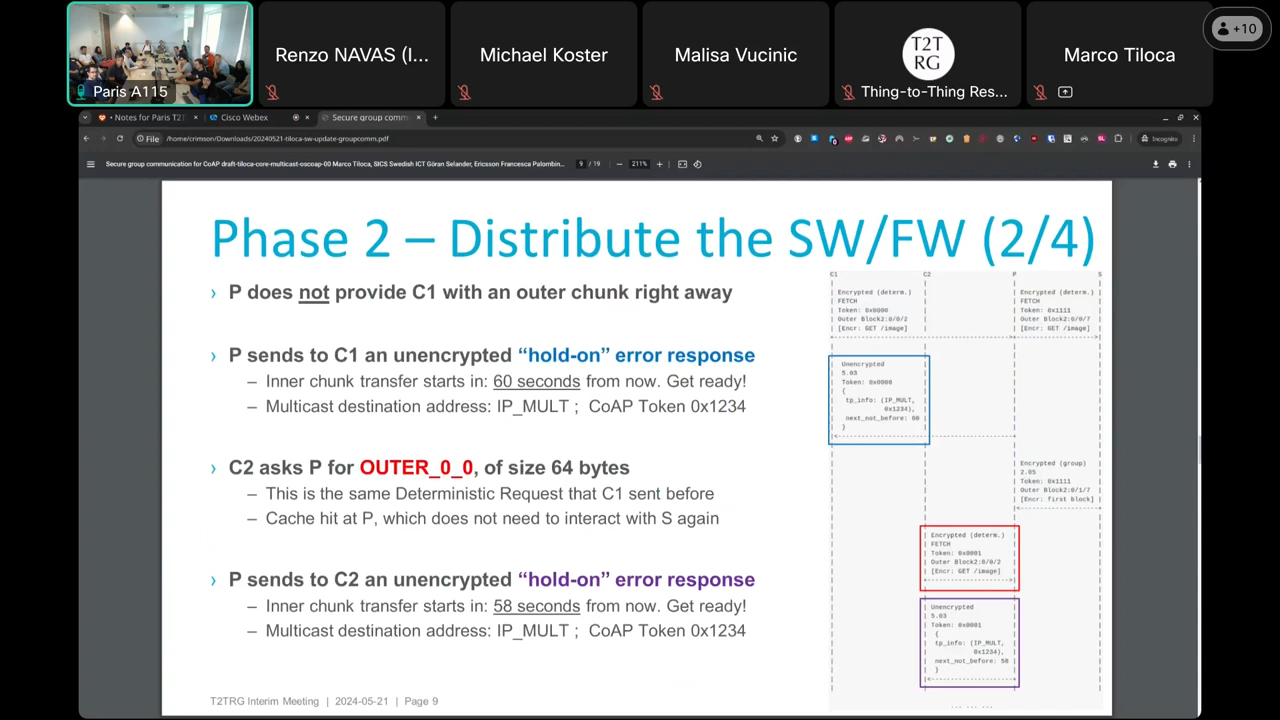 +10
Paris A115
Renzo NAVAS (I...
Michael Koster
Malisa Vucinic
T2T
RG
Thing-to-Thing Res...
Marco Tiloca
Notes for Paris T2T
Cisco Webex
Secure group comm
File
/home/crimson/Downloads/20240521-tiloca-sw-update-groupcomm.pdf
Incognito
Secure group communication for CoAP draft-tiloca-core-multicast-oscoap-00 Marco Tiloca, SICS Swedish ICT Göran Selander, Ericsson Francesca Palombin...
9 / 19
211%
Phase 2 – Distribute the SW/FW (2/4)
› P does not provide C1 with an outer chunk right away
› P sends to C1 an unencrypted “hold-on” error response
– Inner chunk transfer starts in: 60 seconds from now. Get ready!
– Multicast destination address: IP_MULT ; CoAP Token 0x1234
› C2 asks P for OUTER_0_0, of size 64 bytes
– This is the same Deterministic Request that C1 sent before
– Cache hit at P, which does not need to interact with S again
› P sends to C2 an unencrypted “hold-on” error response
– Inner chunk transfer starts in: 58 seconds from now. Get ready!
– Multicast destination address: IP_MULT ; CoAP Token 0x1234
C1 C2 P S
Encrypted (determ.)
FETCH
Token: 0x0000
Outer Block2:0/0/2
[Encr: GET /image]
Encrypted (determ.)
FETCH
Token: 0x1111
Outer Block2:0/0/7
[Encr: GET /image]
Unencrypted
5.03
Token: 0x0000
{
tp_info: (IP_MULT,
0x1234),
next_not_before: 60
}
Encrypted (group)
2.05
Token: 0x1111
Outer Block2:0/1/7
[Encr: first block]
Encrypted (determ.)
FETCH
Token: 0x0001
Outer Block2:0/0/2
[Encr: GET /image]
Unencrypted
5.03
Token: 0x0001
{
tp_info: (IP_MULT,
0x1234),
next_not_before: 58
}
... ... ...
T2TRG Interim Meeting | 2024-05-21 | Page 9